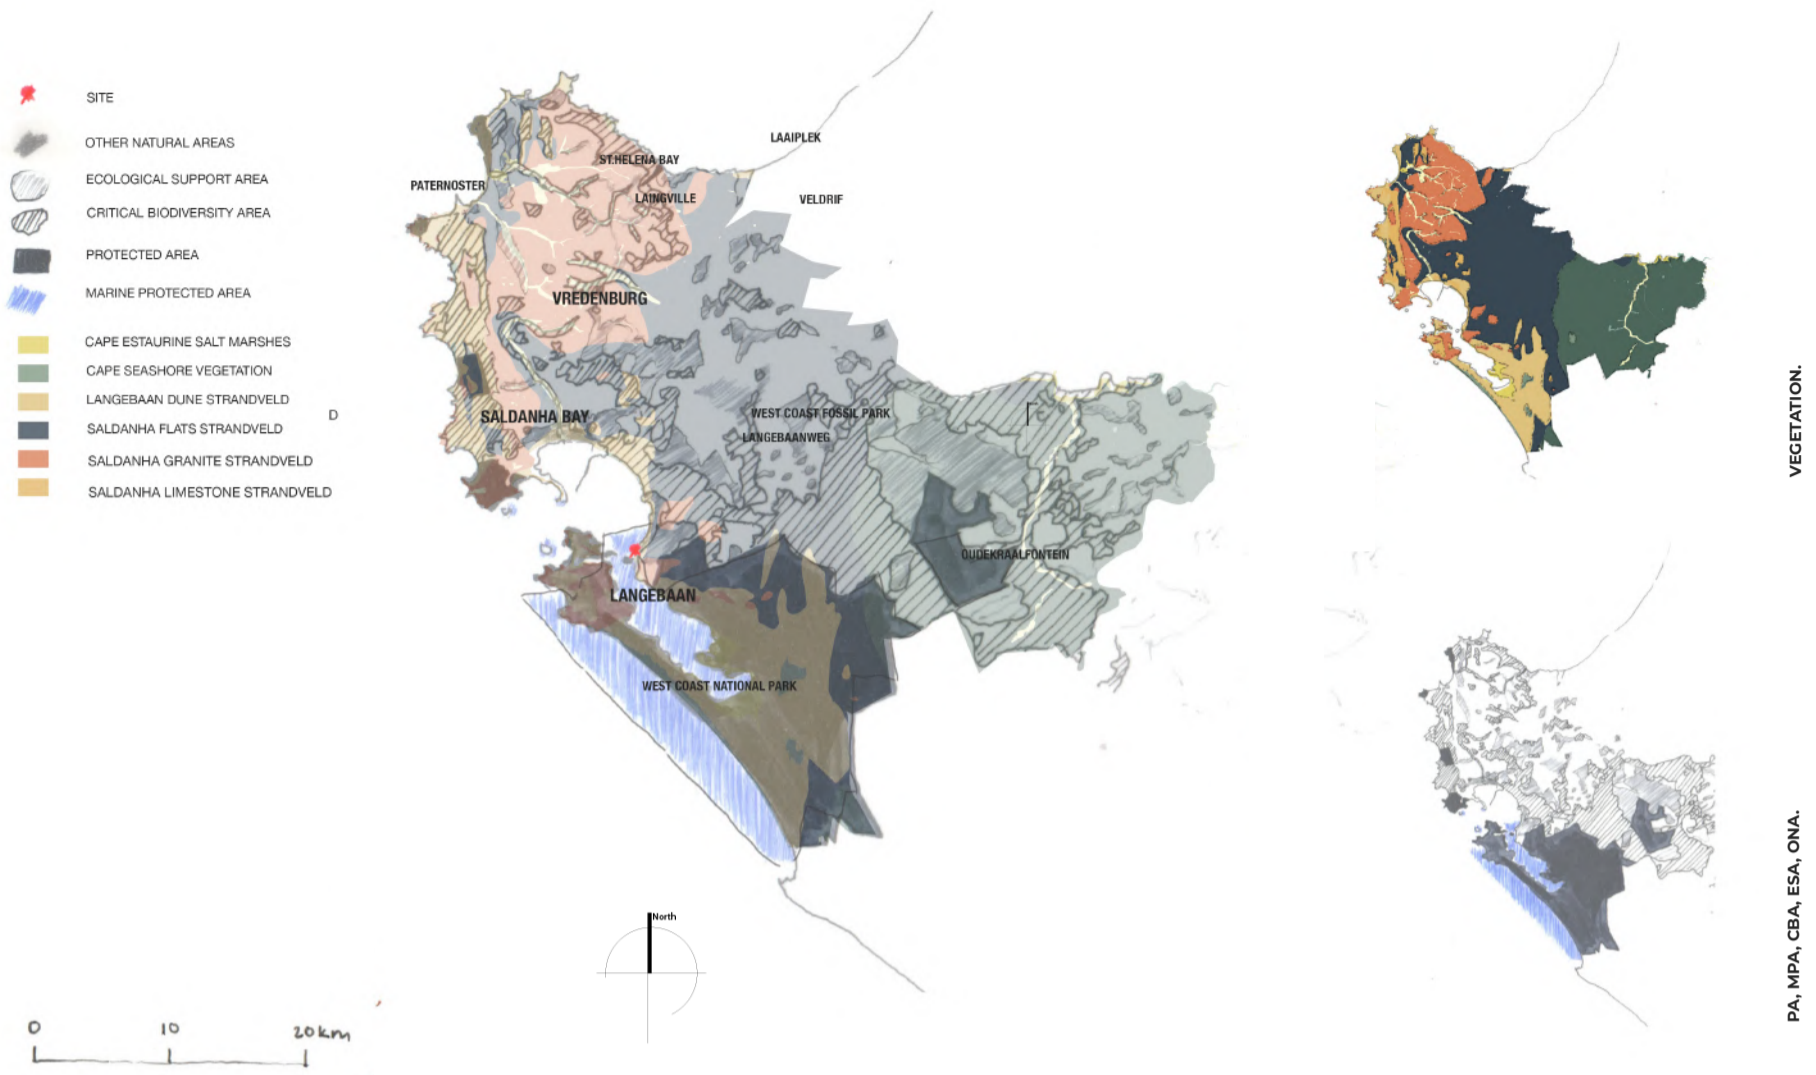 SITE
OTHER NATURAL AREAS
ECOLOGICAL SUPPORT AREA
CRITICAL BIODIVERSITY AREA
PROTECTED AREA
MARINE PROTECTED AREA
CAPE ESTAURINE SALT MARSHES
CAPE SEASHORE VEGETATION
LANGEBAAN DUNE STRANDVELD
D
SALDANHA FLATS STRANDVELD
SALDANHA GRANITE STRANDVELD
SALDANHA LIMESTONE STRANDVELD
LAAIPLEK
ST.HELENA BAY
PATERNOSTER
LAINGVILLE
VELDRIF
VREDENBURG
SALDANHA BAY
WEST COAST FOSSIL PARK
LANGEBAANWEG
OUDEKRAALFONTEIN
LANGEBAAN
WEST COAST NATIONAL PARK
North
0 10 20km
VEGETATION.
PA, MPA, CBA, ESA, ONA.